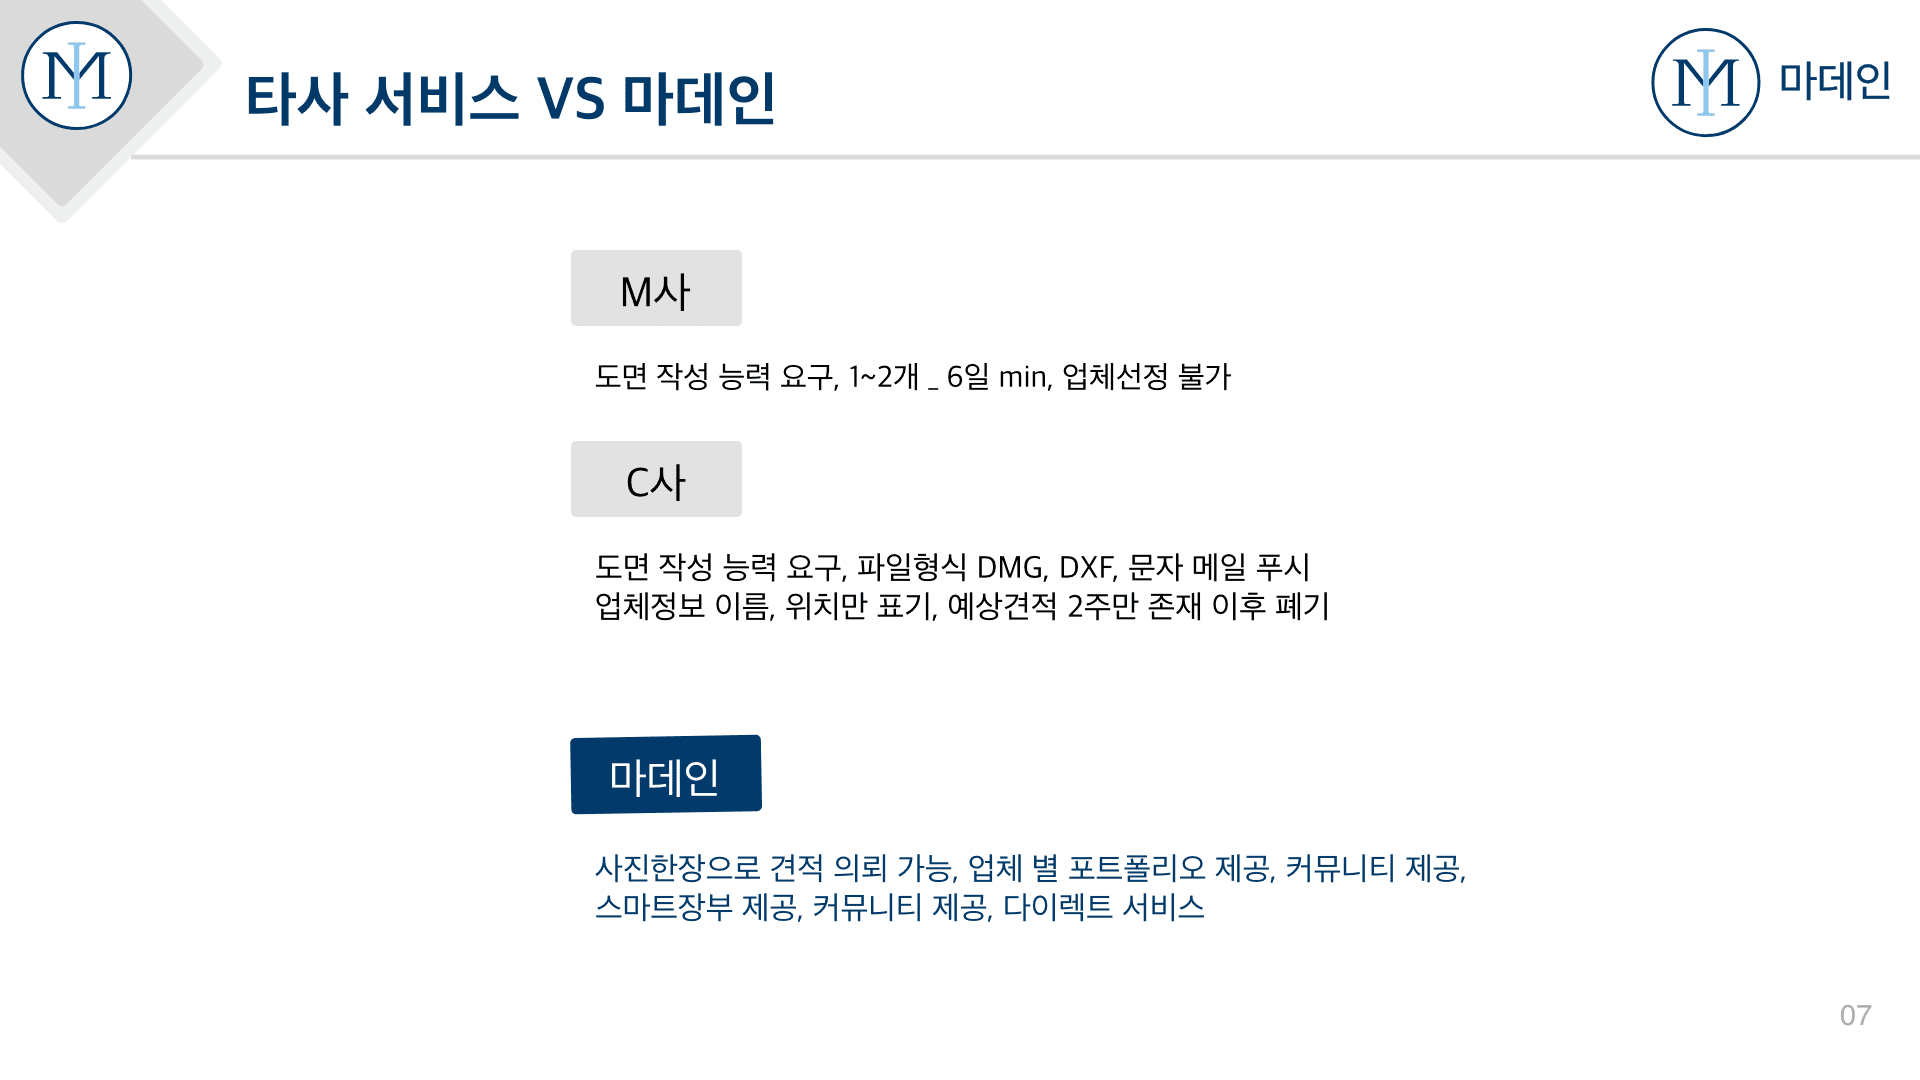 타사 서비스 VS 마데인
마데인
M사
도면 작성 능력 요구, 1~2개 _ 6일 min, 업체선정 불가
C사
도면 작성 능력 요구, 파일형식 DMG, DXF, 문자 메일 푸시
업체정보 이름, 위치만 표기, 예상견적 2주만 존재 이후 폐기
마데인
사진한장으로 견적 의뢰 가능, 업체 별 포트폴리오 제공, 커뮤니티 제공,
스마트장부 제공, 커뮤니티 제공, 다이렉트 서비스
07